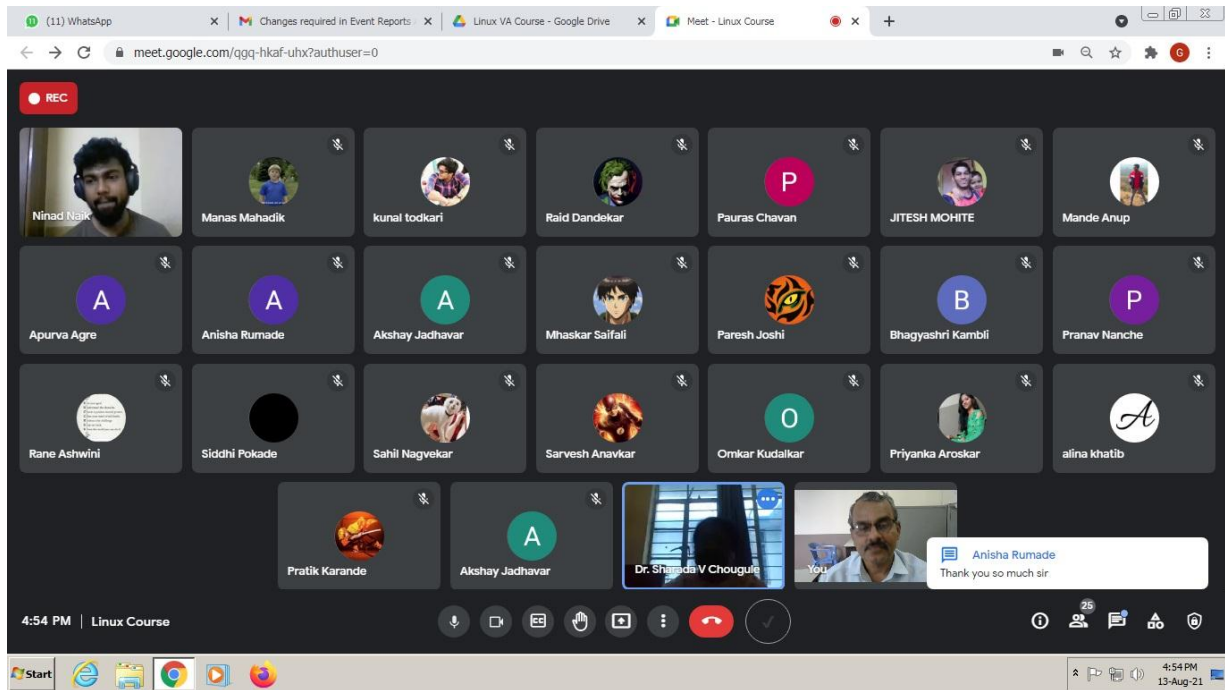 (11) WhatsApp
Changes required in Event Reports
Linux VA Course - Google Drive
Meet - Linux Course
meet.google.com/qgq-hkaf-uhx?authuser=0
G
REC
Ninad Naik
Manas Mahadik
kunal todkari
Raid Dandekar
P
Pauras Chavan
JITESH MOHITE
Mande Anup
A
Apurva Agre
A
Anisha Rumade
A
Akshay Jadhavar
Mhaskar Saifali
Paresh Joshi
B
Bhagyashri Kambli
P
Pranav Nanche
Rane Ashwini
Siddhi Pokade
Sahil Nagvekar
Sarvesh Anavkar
O
Omkar Kudalkar
Priyanka Aroskar
A
alina khatib
Pratik Karande
A
Akshay Jadhavar
Dr. Sharada V Chougule
You
Anisha Rumade
Thank you so much sir
4:54 PM | Linux Course
CC
25
Start
4:54 PM
13-Aug-21